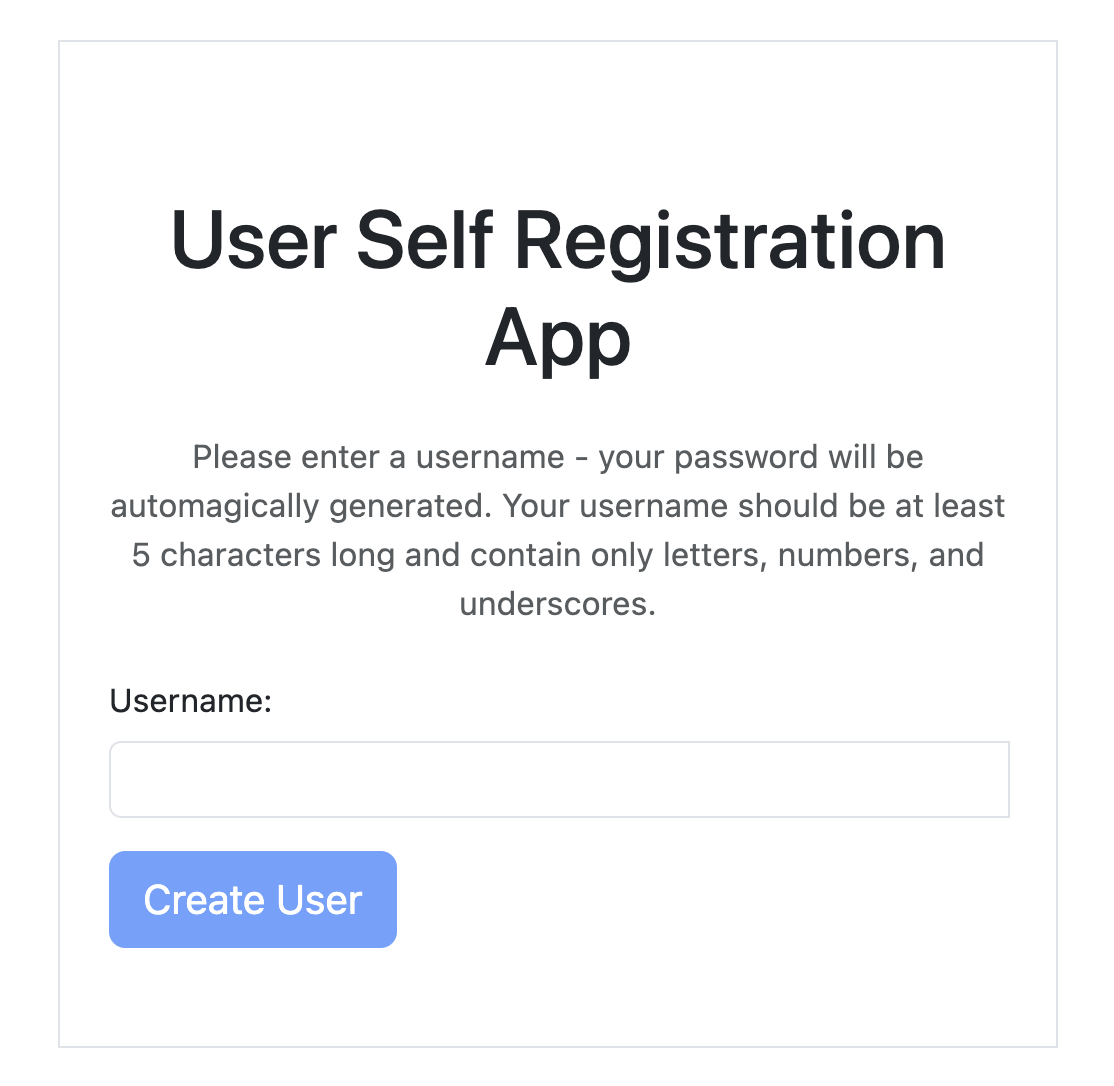 User Self Registration
App
Please enter a username - your password will be
automagically generated. Your username should be at least
5 characters long and contain only letters, numbers, and
underscores.
Username:
Create User